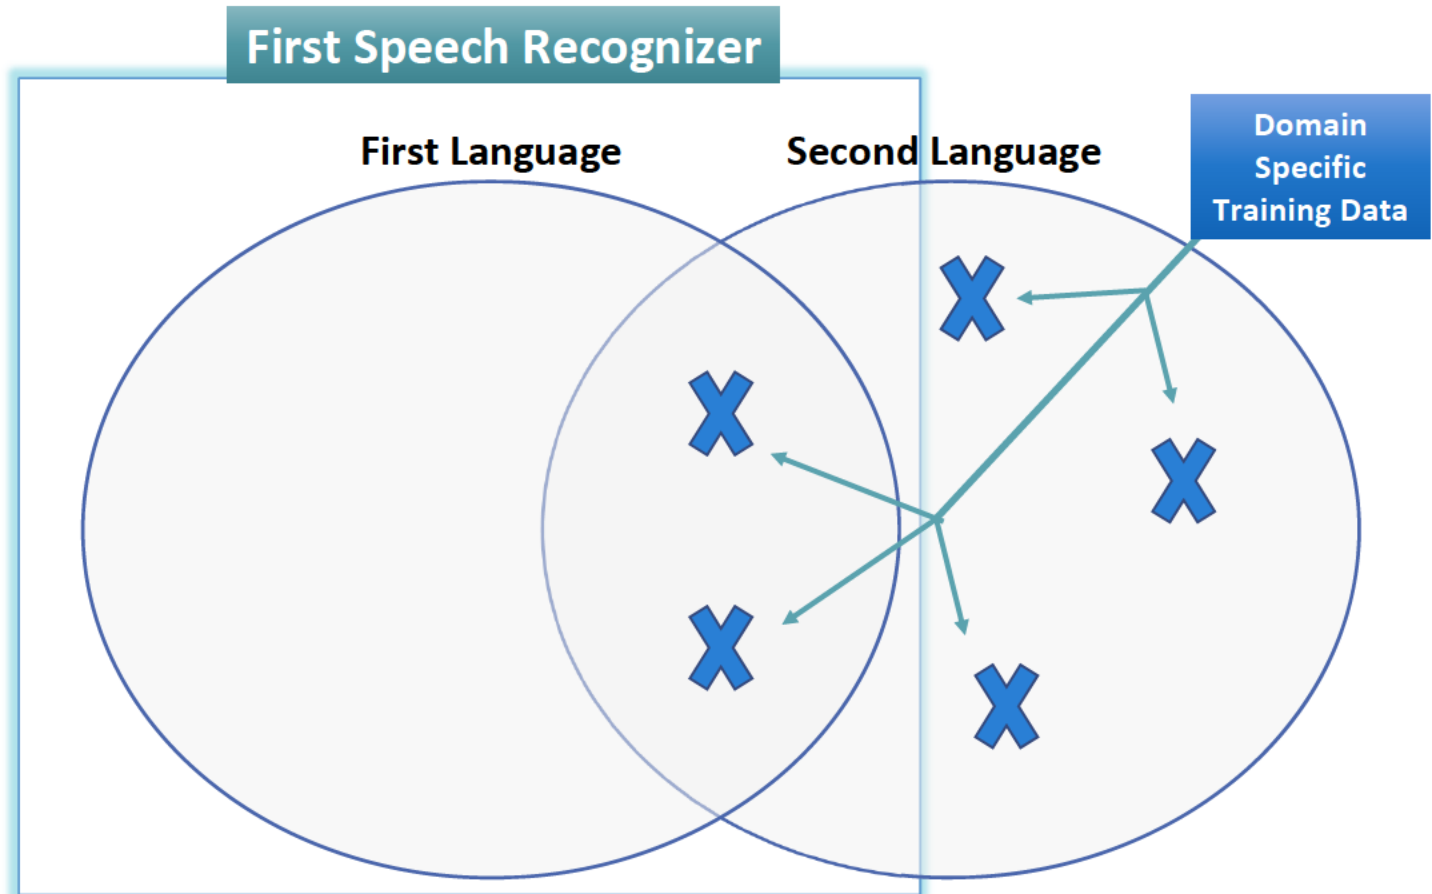 First Speech Recognizer
First Language
Second Language
Domain
Specific
Training Data